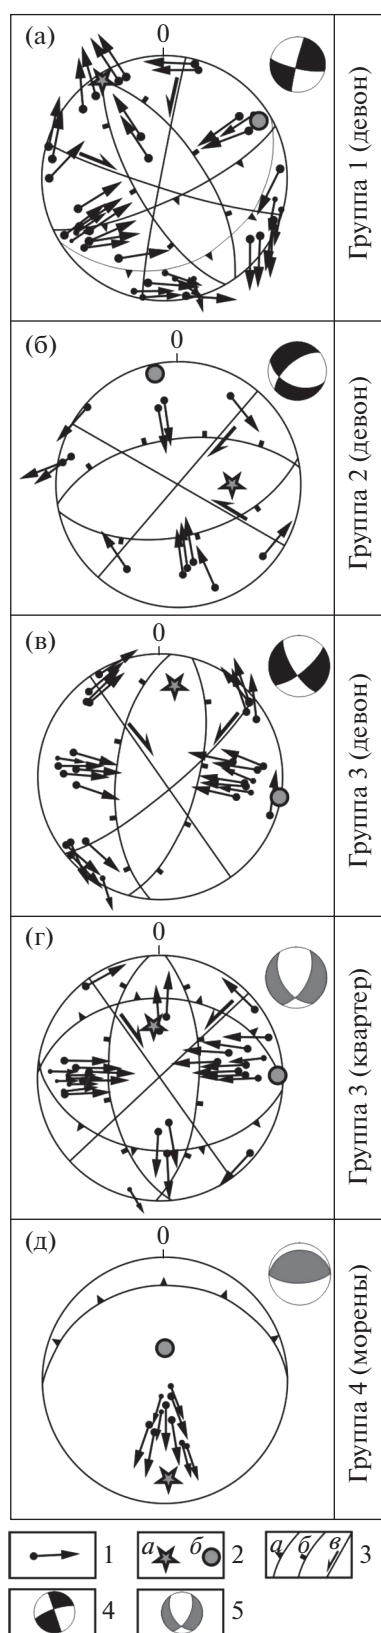 (а)
0
Группа 1 (девон)
(б)
0
Группа 2 (девон)
(в)
0
Группа 3 (девон)
(г)
0
Группа 3 (квартер)
(д)
0
Группа 4 (морены)
1
а б 2
а б в 3
4
5